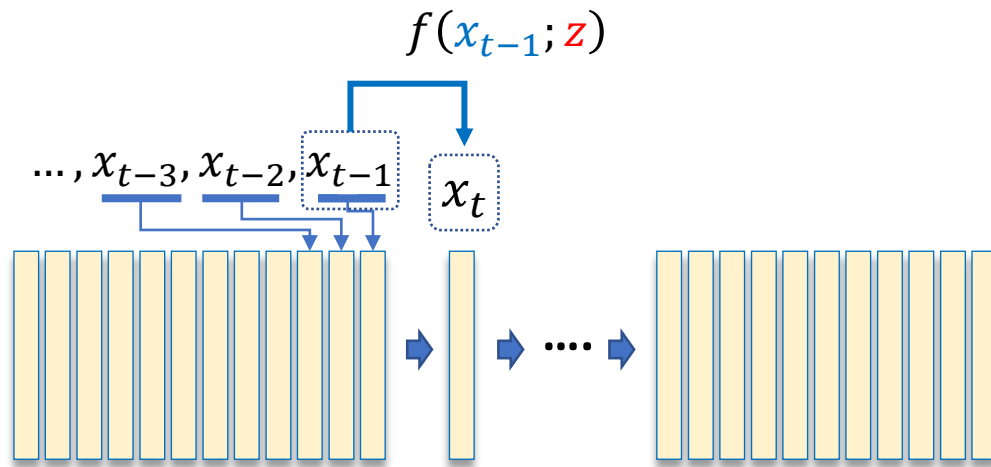 f(x_{t−1}; z)
..., x_{t−3}, x_{t−2}, x_{t−1}
x_t
....